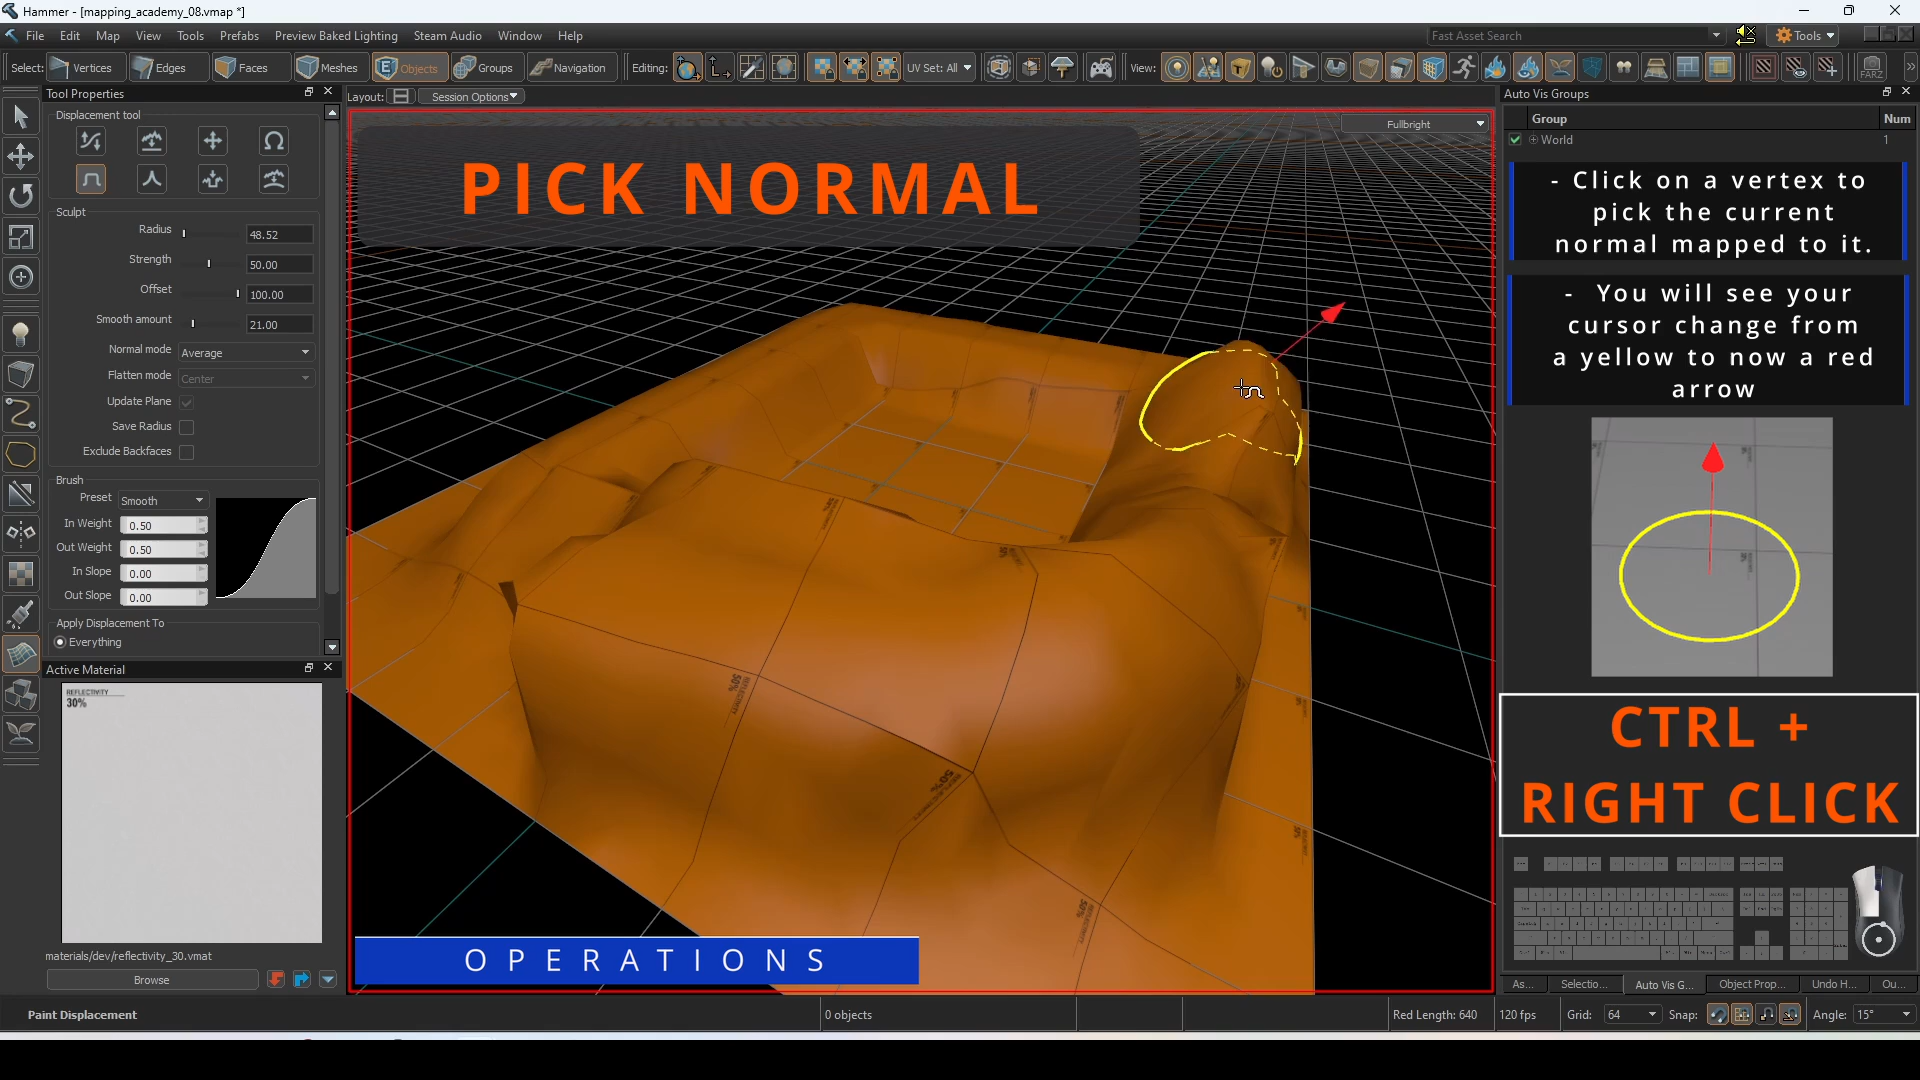 Hammer - [mapping_academy_08.vmap *]
File Edit Map View Tools Prefabs Preview Baked Lighting Steam Audio Window Help
Fast Asset Search
Tools
Select: Vertices Edges Faces Meshes Objects Groups Navigation Editing: UV Set: All View: FARZ
Tool Properties
Layout: Session Options
Auto Vis Groups
Displacement tool
Fullbright
Group Num
World 1
PICK NORMAL
- Click on a vertex to
pick the current
normal mapped to it.
- You will see your
cursor change from
a yellow to now a red
arrow
CTRL +
RIGHT CLICK
Sculpt
Radius 48.52
Strength 50.00
Offset 100.00
Smooth amount 21.00
Normal mode Average
Flatten mode Center
Update Plane
Save Radius
Exclude Backfaces
Brush
Preset Smooth
In Weight 0.50
Out Weight 0.50
In Slope 0.00
Out Slope 0.00
Apply Displacement To
Everything
Active Material
REFLECTIVITY
30%
materials/dev/reflectivity_30.vmat
Browse
50%
50%
50%
OPERATIONS
As... Selectio... Auto Vis G... Object Prop... Undo H... Ou...
Paint Displacement 0 objects Red Length: 640 120 fps Grid: 64 Snap: Angle: 15°